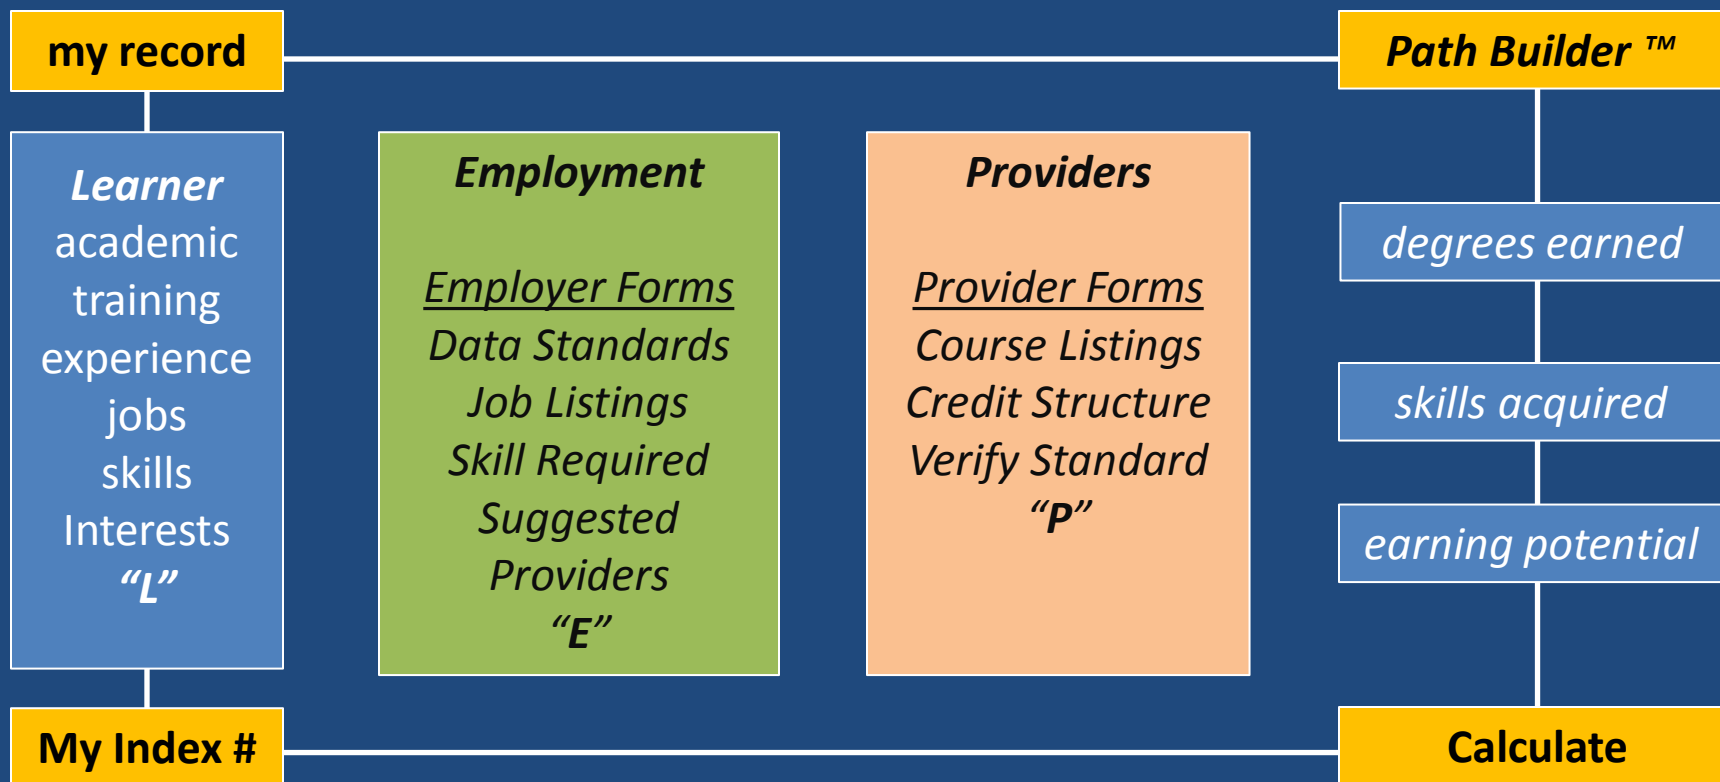 my record
Path Builder ™
Learner
academic
training
experience
jobs
skills
Interests
“L”
Employment
Employer Forms
Data Standards
Job Listings
Skill Required
Suggested
Providers
“E”
Providers
Provider Forms
Course Listings
Credit Structure
Verify Standard
“P”
degrees earned
skills acquired
earning potential
My Index #
Calculate